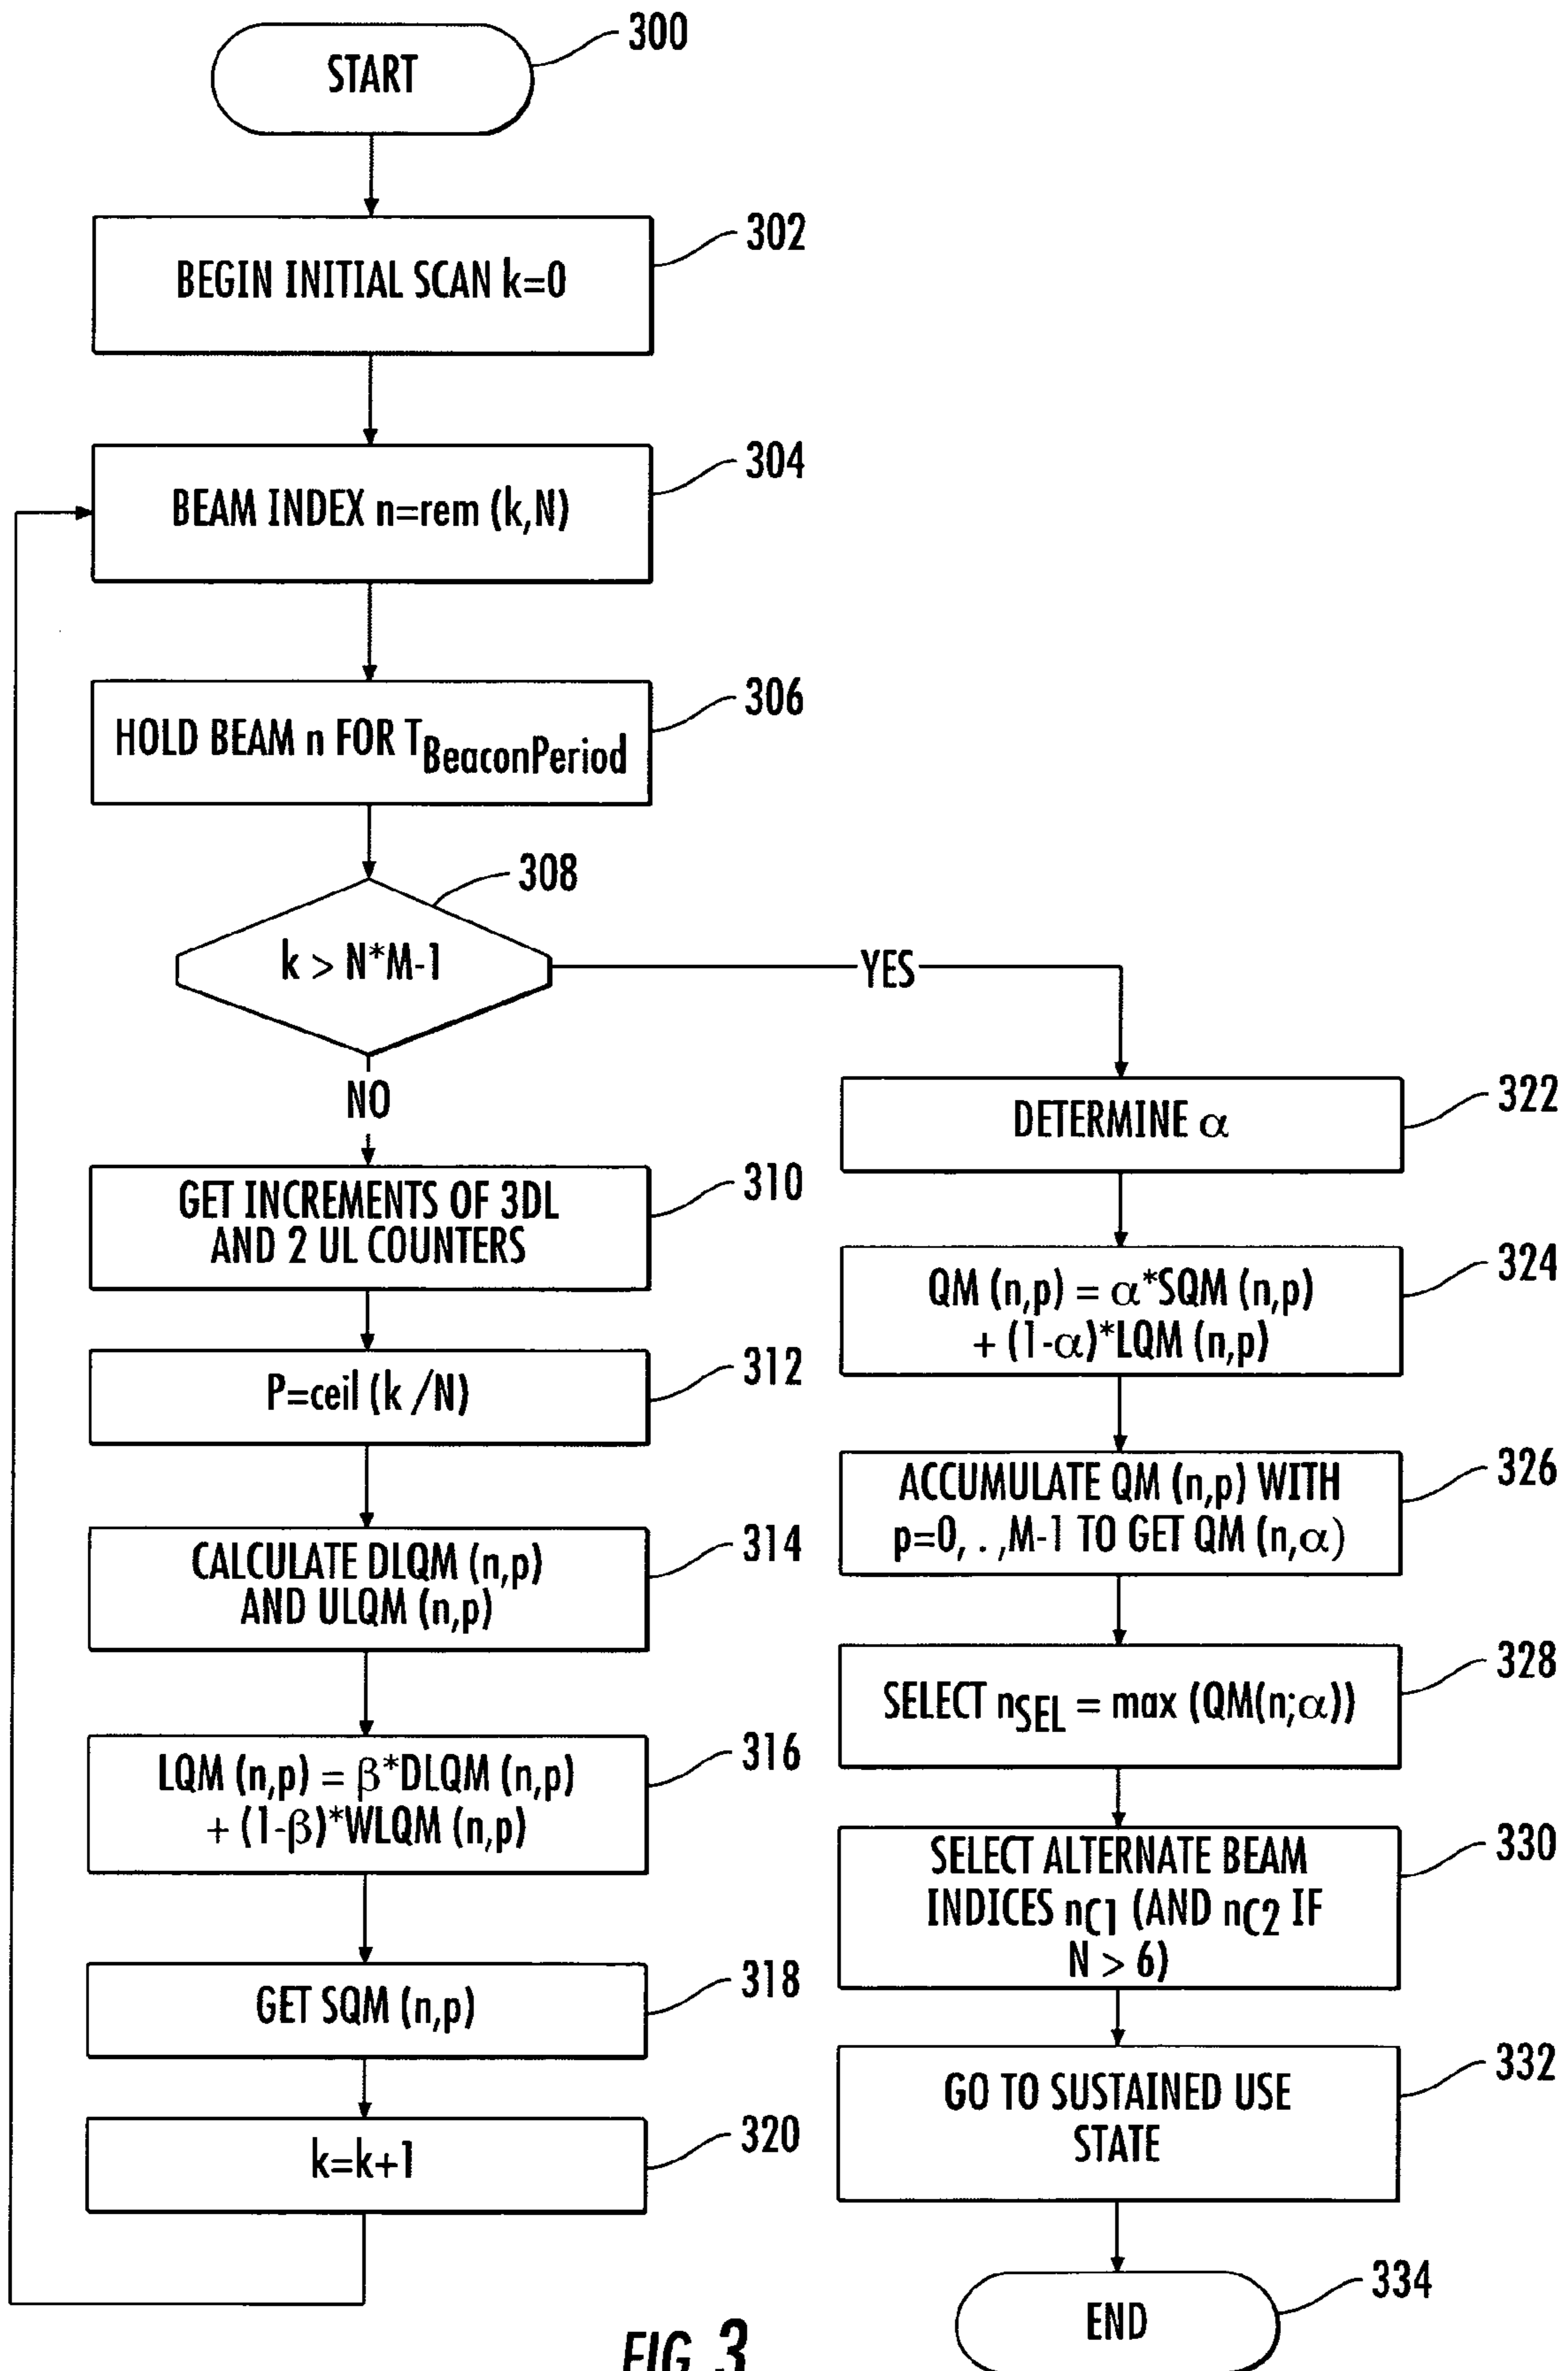 START
300
BEGIN INITIAL SCAN k=0
302
BEAM INDEX n=rem (k,N)
304
HOLD BEAM n FOR TBeaconPeriod
306
k > N*M-1
308
YES
NO
GET INCREMENTS OF 3DL
AND 2 UL COUNTERS
310
P=ceil (k /N)
312
CALCULATE DLQM (n,p)
AND ULQM (n,p)
314
LQM (n,p) = β*DLQM (n,p)
+ (1-β)*WLQM (n,p)
316
GET SQM (n,p)
318
k=k+1
320
DETERMINE α
322
QM (n,p) = α*SQM (n,p)
+ (1-α)*LQM (n,p)
324
ACCUMULATE QM (n,p) WITH
p=0, . .,M-1 TO GET QM (n,α)
326
SELECT nSEL = max (QM(n;α))
328
SELECT ALTERNATE BEAM
INDICES nC1 (AND nC2 IF
N > 6)
330
GO TO SUSTAINED USE
STATE
332
END
334
FIG. 3